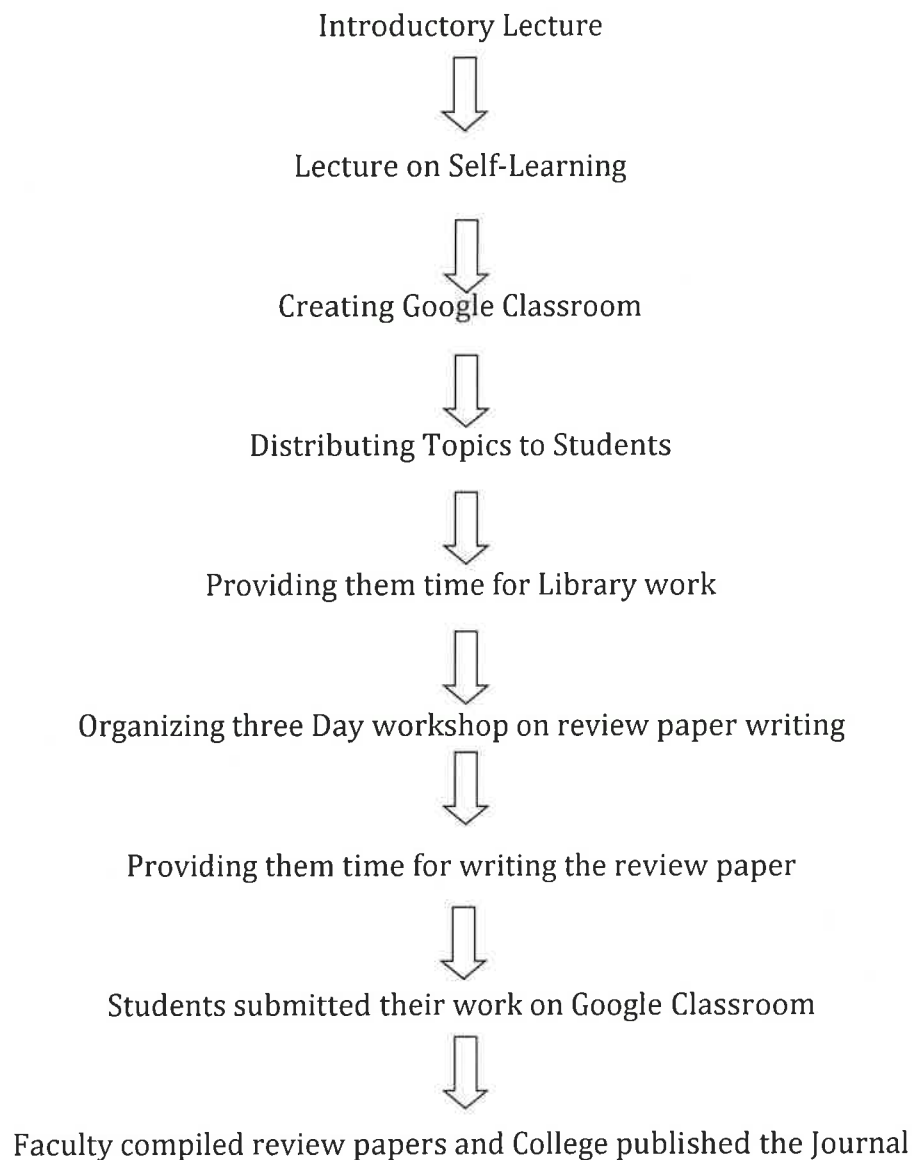 Introductory Lecture
Lecture on Self-Learning
Creating Google Classroom
Distributing Topics to Students
Providing them time for Library work
Organizing three Day workshop on review paper writing
Providing them time for writing the review paper
Students submitted their work on Google Classroom
Faculty compiled review papers and College published the Journal